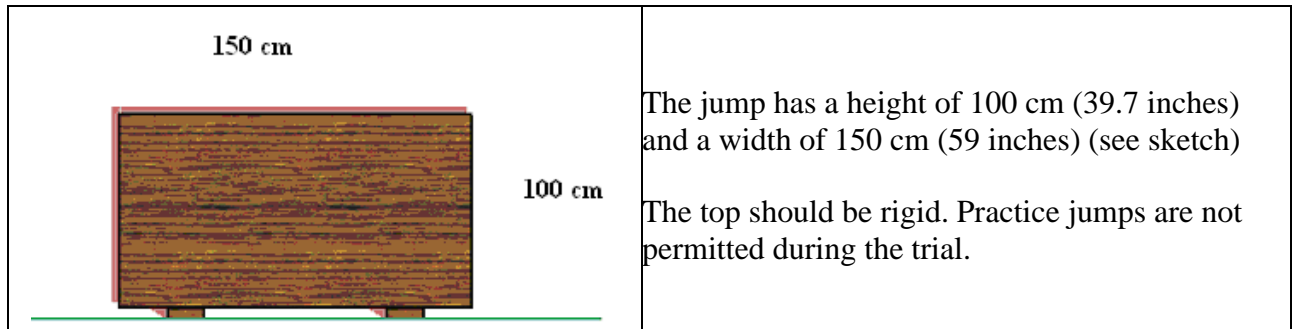 150 cm
100 cm
The jump has a height of 100 cm (39.7 inches)
and a width of 150 cm (59 inches) (see sketch)
The top should be rigid. Practice jumps are not
permitted during the trial.